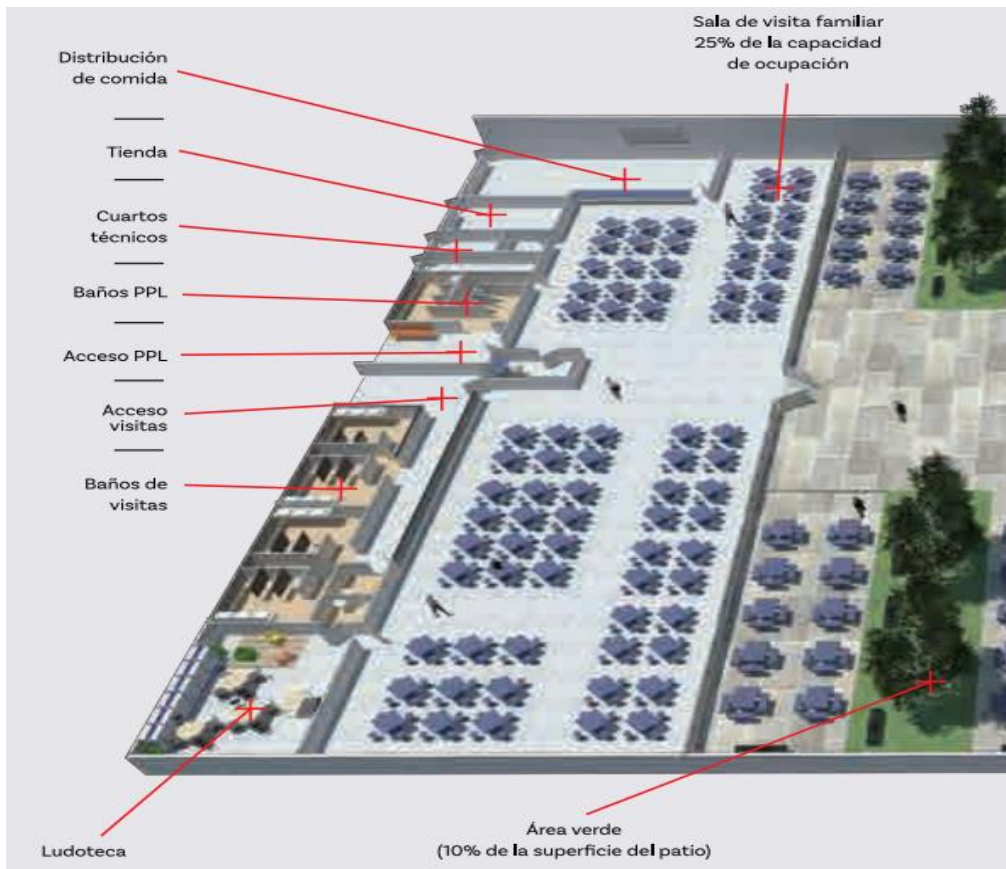 Sala de visita familiar
25% de la capacidad
de ocupación
Distribución
de comida
Tienda
Cuartos
técnicos
Baños PPL
Acceso PPL
Acceso
visitas
Baños de
visitas
Ludoteca
Área verde
(10% de la superficie del patio)